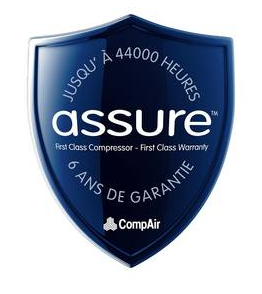 JUSQU' À 44000 HEURES
assure™
First Class Compressor - First Class Warranty
6 ANS DE GARANTIE
CompAir